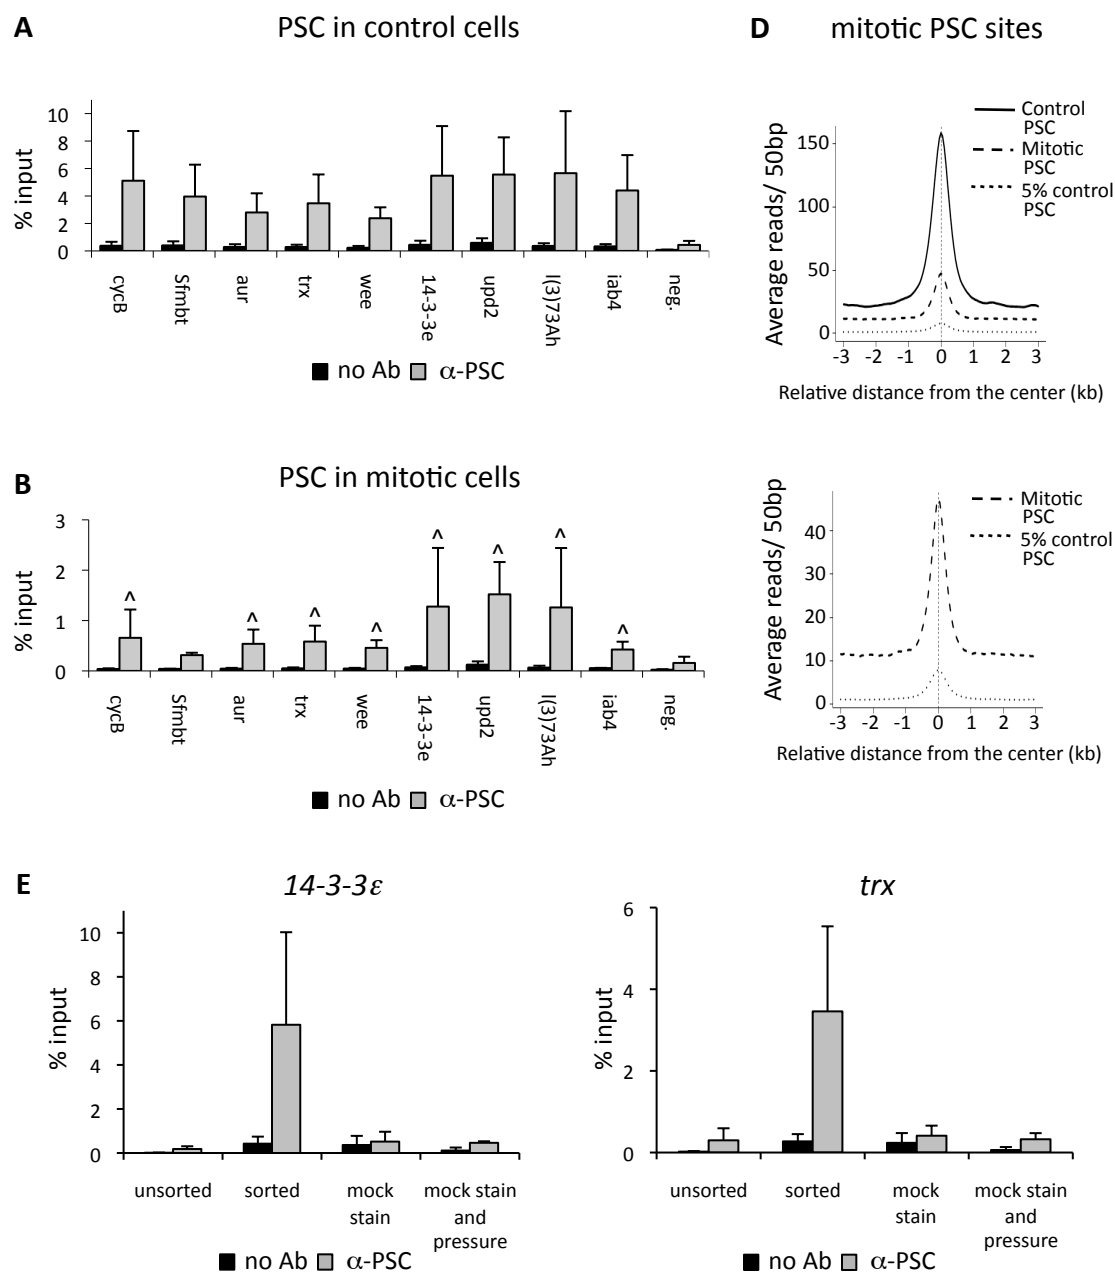 A
PSC in control cells
% input
10
8
6
4
2
0
cycB
Sfmbt
aur
trx
wee
14-3-3e
upd2
l(3)73Ah
iab4
neg.
no Ab
α-PSC
B
PSC in mitotic cells
% input
3
2
1
0
^
^
^
^
^
^
^
^
cycB
Sfmbt
aur
trx
wee
14-3-3e
upd2
l(3)73Ah
iab4
neg.
no Ab
α-PSC
D
mitotic PSC sites
Control
PSC
Mitotic
PSC
5% control
PSC
Average reads/ 50bp
150
100
50
0
-3 -2 -1 0 1 2 3
Relative distance from the center (kb)
Mitotic
PSC
5% control
PSC
Average reads/ 50bp
40
30
20
10
0
-3 -2 -1 0 1 2 3
Relative distance from the center (kb)
E
14-3-3ε
% input
10
8
6
4
2
0
unsorted
sorted
mock
stain
mock stain
and
pressure
no Ab
α-PSC
trx
% input
6
4
2
0
unsorted
sorted
mock
stain
mock stain
and
pressure
no Ab
α-PSC